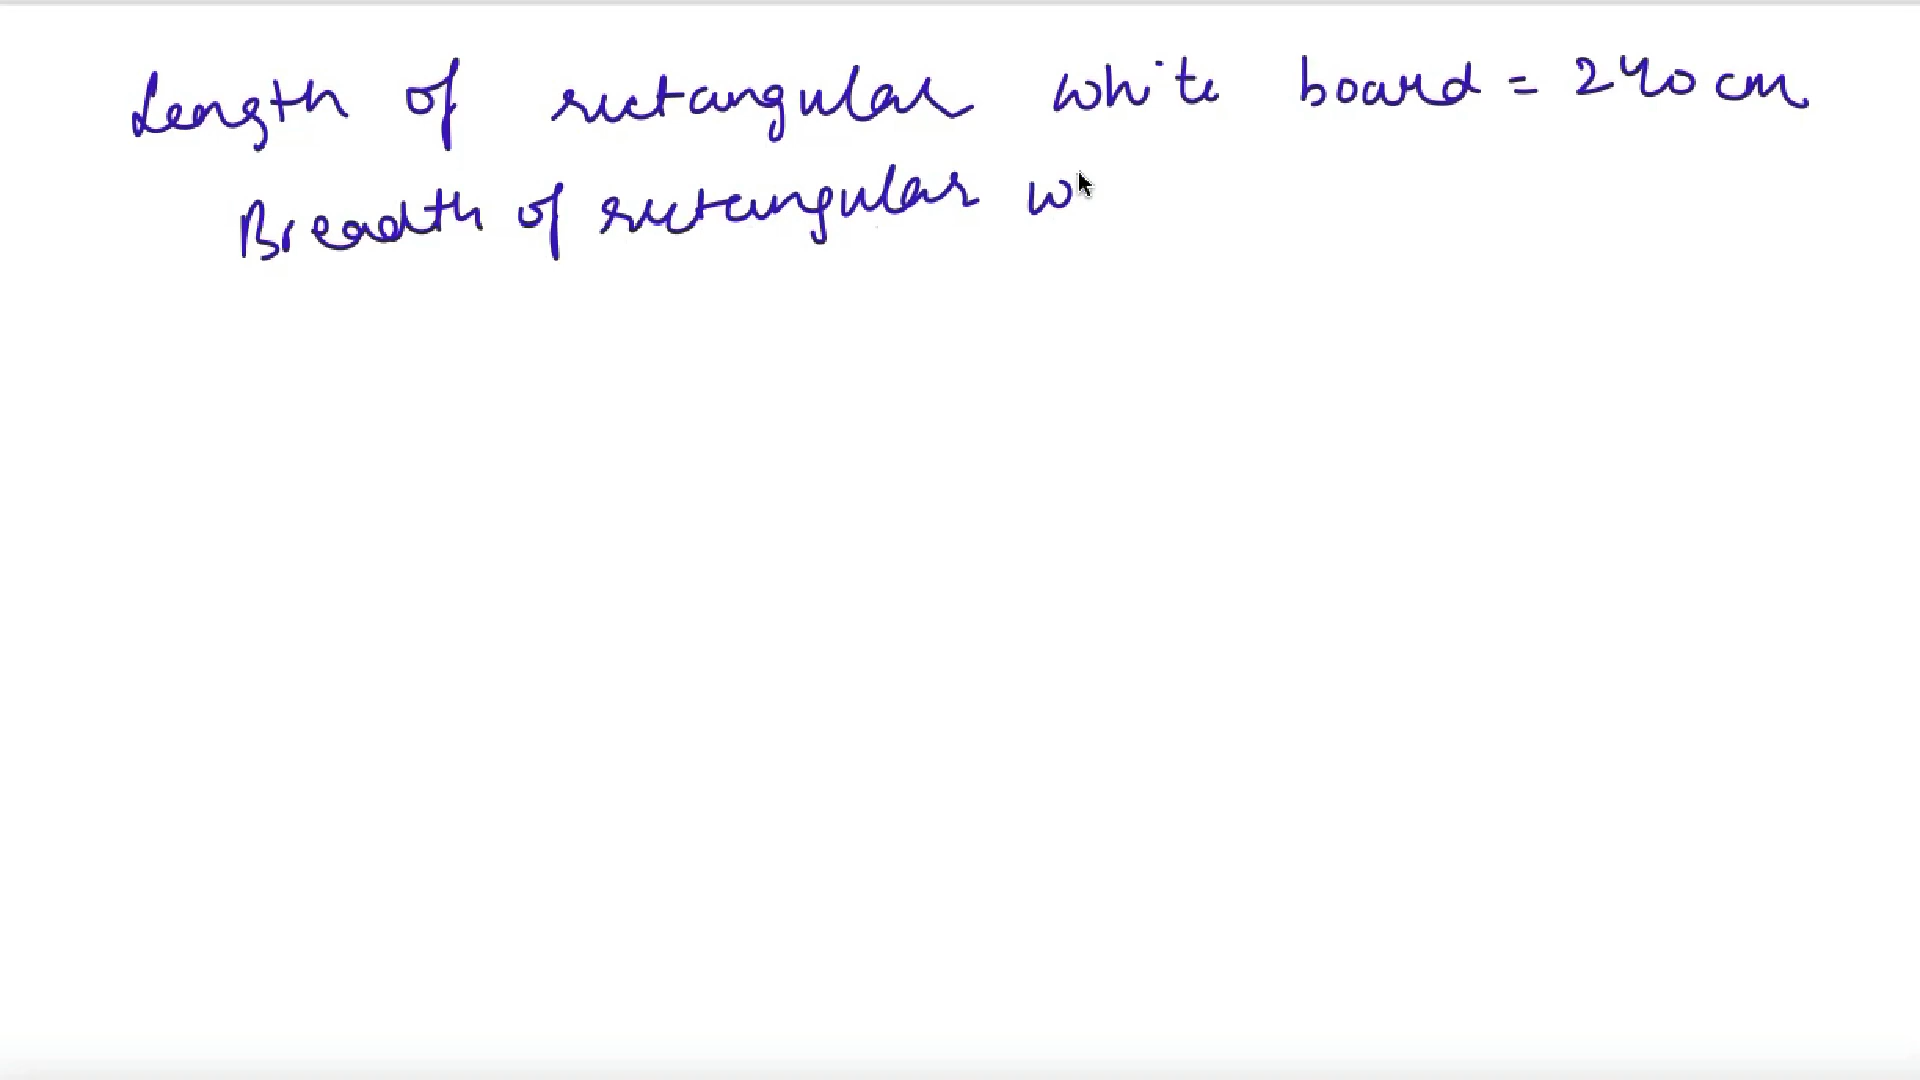 Length of rectangular white board = 240 cm
Breadth of rectangular w